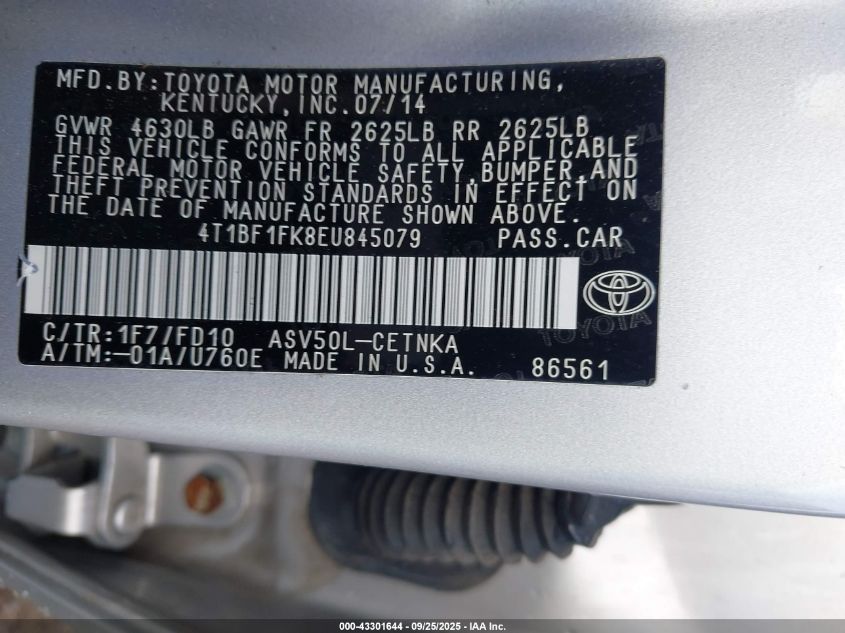 MFD.BY:TOYOTA MOTOR MANUFACTURING,
KENTUCKY,INC.07/14
GVWR 4630LB GAWR FR 2625LB RR 2625LB
THIS VEHICLE CONFORMS TO ALL APPLICABLE
FEDERAL MOTOR VEHICLE SAFETY,BUMPER,AND
THEFT PREVENTION STANDARDS IN EFFECT ON
THE DATE OF MANUFACTURE SHOWN ABOVE.
4T1BF1FK8EU845079 PASS.CAR
C/TR:1F7/FD10 ASV50L-CETNKA
A/TM:-01A/U760E MADE IN U.S.A. 86561
TOYOTA
000-43301644 - 09/25/2025 - IAA Inc.